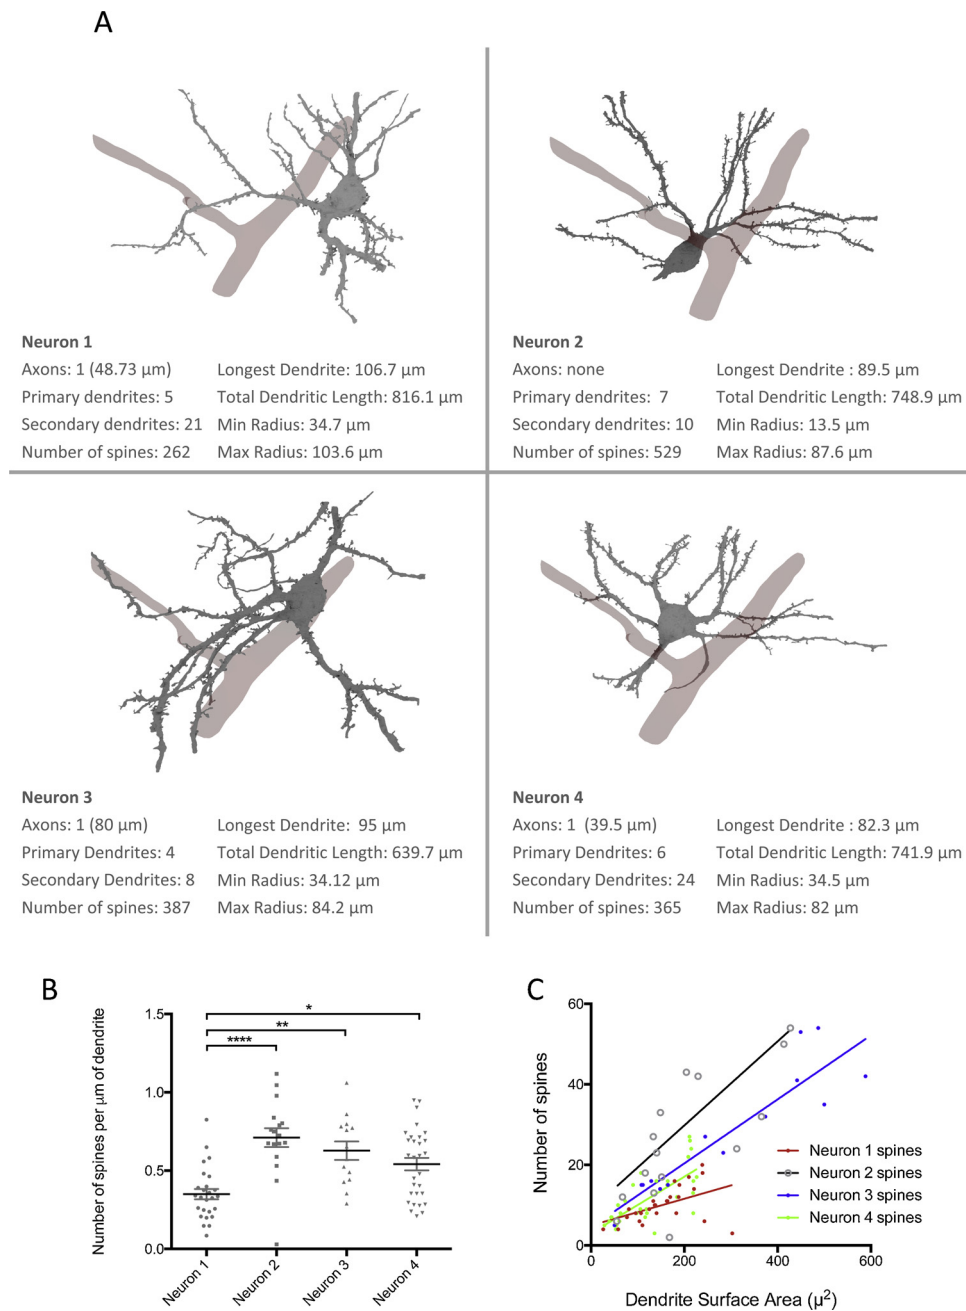 A
Neuron 1
Axons: 1 (48.73 µm)
Primary dendrites: 5
Secondary dendrites: 21
Number of spines: 262
Longest Dendrite: 106.7 µm
Total Dendritic Length: 816.1 µm
Min Radius: 34.7 µm
Max Radius: 103.6 µm
Neuron 2
Axons: none
Primary dendrites: 7
Secondary dendrites: 10
Number of spines: 529
Longest Dendrite : 89.5 µm
Total Dendritic Length: 748.9 µm
Min Radius: 13.5 µm
Max Radius: 87.6 µm
Neuron 3
Axons: 1 (80 µm)
Primary Dendrites: 4
Secondary Dendrites: 8
Number of spines: 387
Longest Dendrite: 95 µm
Total Dendritic Length: 639.7 µm
Min Radius: 34.12 µm
Max Radius: 84.2 µm
Neuron 4
Axons: 1 (39.5 µm)
Primary Dendrites: 6
Secondary Dendrites: 24
Number of spines: 365
Longest Dendrite : 82.3 µm
Total Dendritic Length: 741.9 µm
Min Radius: 34.5 µm
Max Radius: 82 µm
B
Number of spines per µm of dendrite
1.5
1.0
0.5
0.0
*
**
****
Neuron 1
Neuron 2
Neuron 3
Neuron 4
C
Number of spines
60
40
20
0
Neuron 1 spines
Neuron 2 spines
Neuron 3 spines
Neuron 4 spines
0
200
400
600
Dendrite Surface Area (µ²)